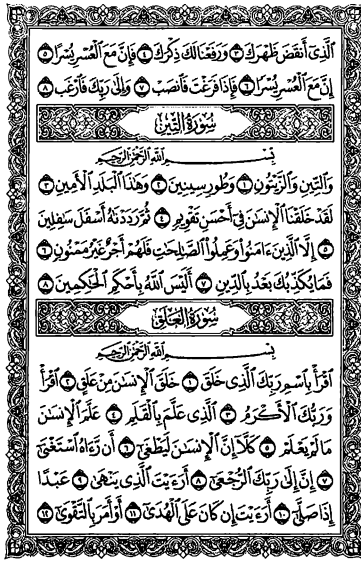 ٱلَّذِىٓ أَنقَضَ ظَهْرَكَ ٣ وَرَفَعْنَا لَكَ ذِكْرَكَ ٤ فَإِنَّ مَعَ ٱلْعُسْرِ يُسْرًا ٥
إِنَّ مَعَ ٱلْعُسْرِ يُسْرًا ٦ فَإِذَا فَرَغْتَ فَٱنصَبْ ٧ وَإِلَىٰ رَبِّكَ فَٱرْغَب ٨
سُورَةُ التِّينِ
بِسْمِ ٱللَّهِ ٱلرَّحْمَٰنِ ٱلرَّحِيمِ
وَٱلتِّينِ وَٱلزَّيْتُونِ ١ وَطُورِ سِينِينَ ٢ وَهَٰذَا ٱلْبَلَدِ ٱلْأَمِينِ ٣
لَقَدْ خَلَقْنَا ٱلْإِنسَٰنَ فِىٓ أَحْسَنِ تَقْوِيمٍ ٤ ثُمَّ رَدَدْنَٰهُ أَسْفَلَ سَٰفِلِينَ
٥ إِلَّا ٱلَّذِينَ ءَامَنُوا۟ وَعَمِلُوا۟ ٱلصَّٰلِحَٰتِ فَلَهُمْ أَجْرٌ غَيْرُ مَمْنُونٍ ٦
فَمَا يُكَذِّبُكَ بَعْدُ بِٱلدِّينِ ٧ أَلَيْسَ ٱللَّهُ بِأَحْكَمِ ٱلْحَٰكِمِينَ ٨
سُورَةُ العَلَقِ
بِسْمِ ٱللَّهِ ٱلرَّحْمَٰنِ ٱلرَّحِيمِ
ٱقْرَأْ بِٱسْمِ رَبِّكَ ٱلَّذِى خَلَقَ ١ خَلَقَ ٱلْإِنسَٰنَ مِنْ عَلَقٍ ٢ ٱقْرَأْ
وَرَبُّكَ ٱلْأَكْرَمُ ٣ ٱلَّذِى عَلَّمَ بِٱلْقَلَمِ ٤ عَلَّمَ ٱلْإِنسَٰنَ
مَا لَمْ يَعْلَمْ ٥ كَلَّآ إِنَّ ٱلْإِنسَٰنَ لَيَطْغَىٰٓ ٦ أَن رَّءَاهُ ٱسْتَغْنَىٰٓ
٧ إِنَّ إِلَىٰ رَبِّكَ ٱلرُّجْعَىٰٓ ٨ أَرَءَيْتَ ٱلَّذِى يَنْهَىٰ ٩ عَبْدًا
إِذَا صَلَّىٰٓ ١٠ أَرَءَيْتَ إِن كَانَ عَلَى ٱلْهُدَىٰٓ ١١ أَوْ أَمَرَ بِٱلتَّقْوَىٰٓ ١٢